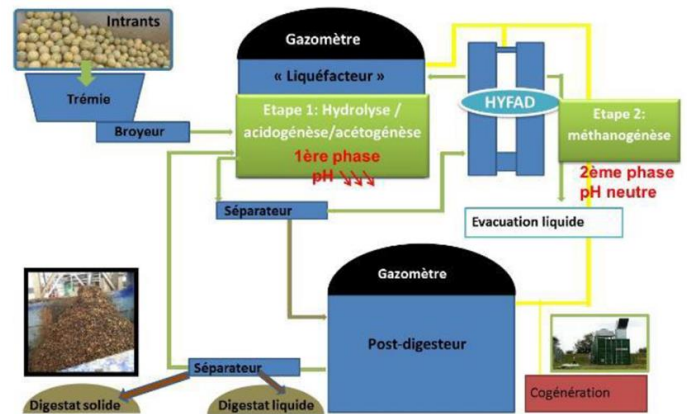 Intrants
Gazomètre
« Liquéfacteur »
Trémie
Broyeur
Etape 1: Hydrolyse /
acidogénèse/acétogénèse
1ère phase
pH ↘↘↘
HYFAD
Etape 2:
méthanogénèse
2ème phase
pH neutre
Séparateur
Evacuation liquide
Gazomètre
Post-digesteur
Séparateur
Digestat solide
Digestat liquide
Cogénération